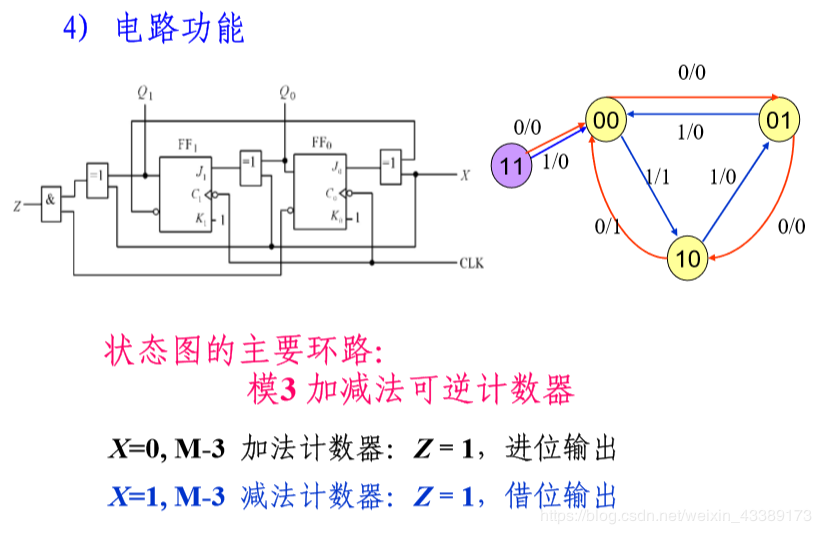 4） 电路功能
Q1
Q0
FF1
FF0
=1
&
=1
J1
C1
K1
1
=1
J0
C0
K0
1
=1
X
Z
CLK
0/0
00
01
0/0
11
1/0
1/0
1/1
1/0
0/1
0/0
10
状态图的主要环路:
模3 加减法可逆计数器
X=0, M-3 加法计数器：Z = 1，进位输出
X=1, M-3 减法计数器：Z = 1，借位输出
https://blog.csdn.net/weixin_43389173